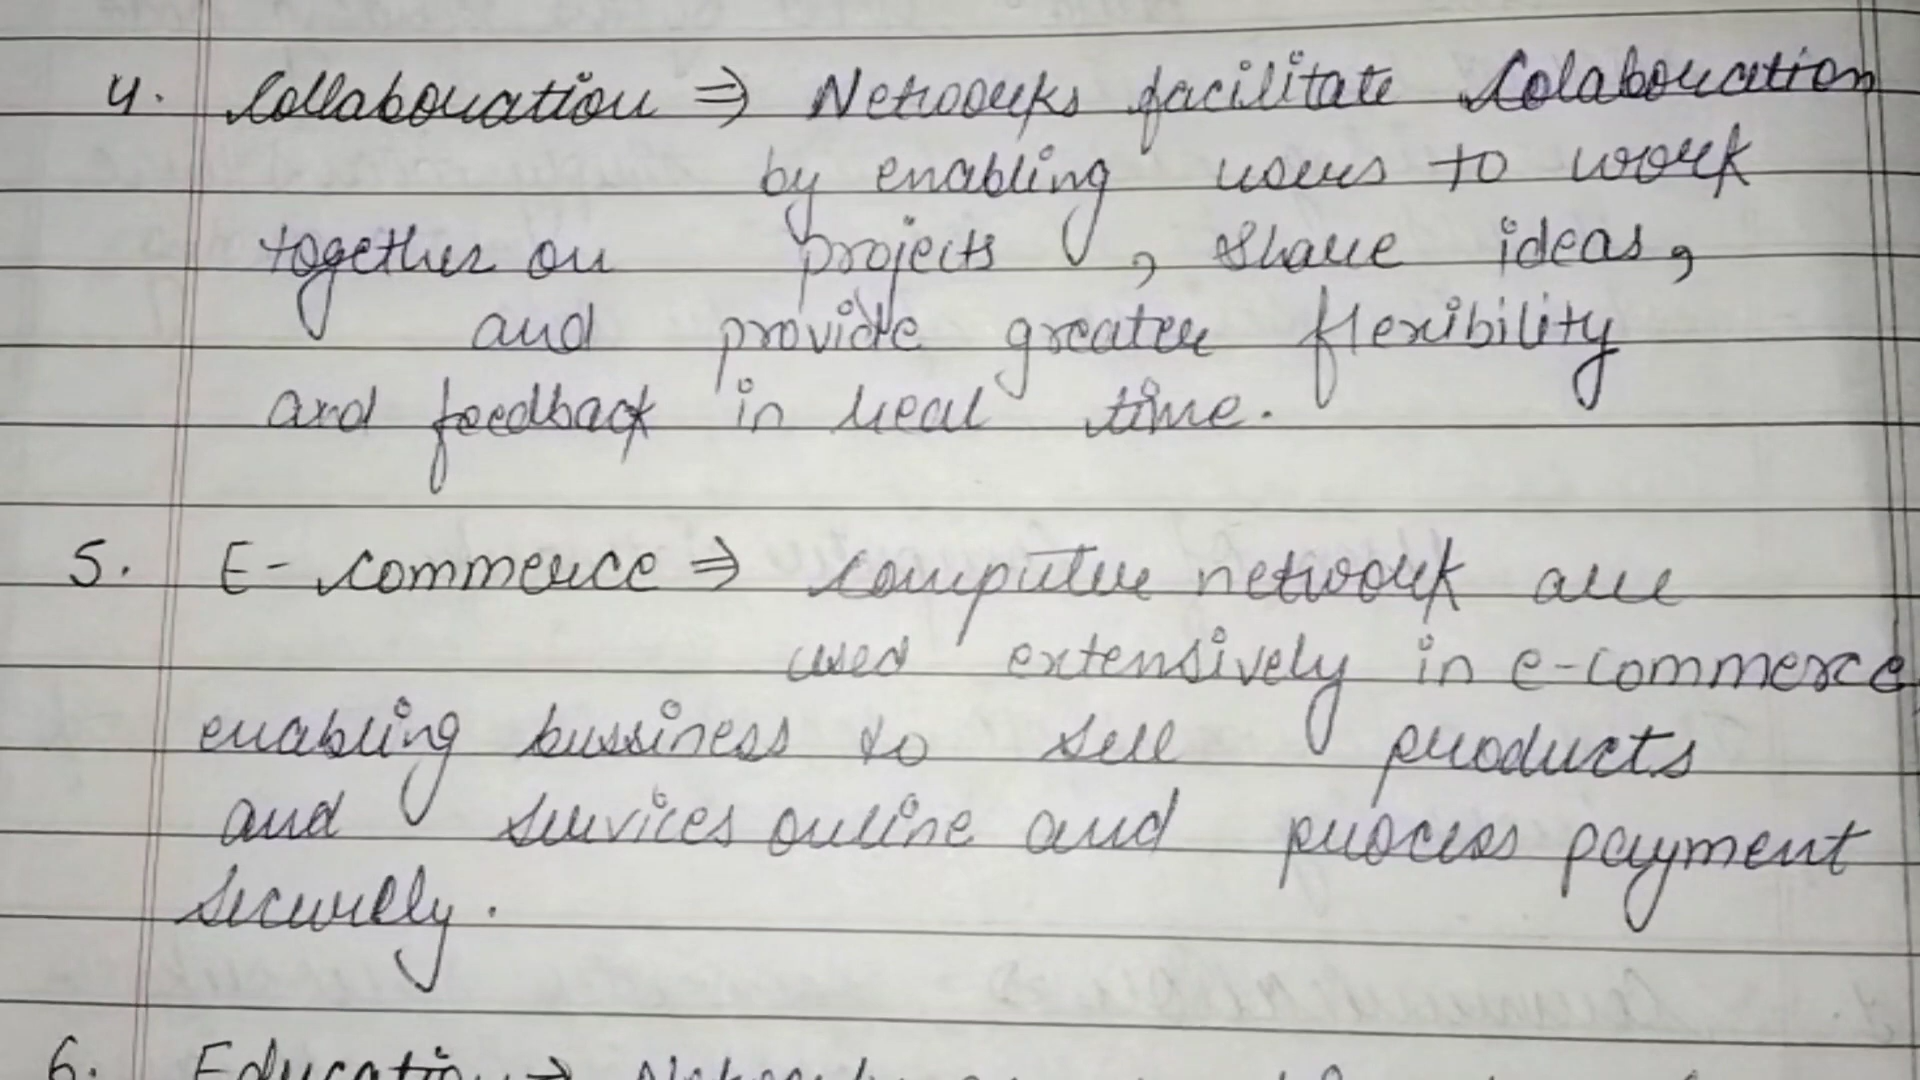 4. Collaboration ⇒ Networks facilitate Colaboration
by enabling users to work
together on projects, share ideas,
and provide greater flexibility
and feedback in real time.
5. E-commerce ⇒ computer network are
used extensively in e-commerce
enabling bussiness to sell products
and services online and process payment
securely.
6. Education ⇒